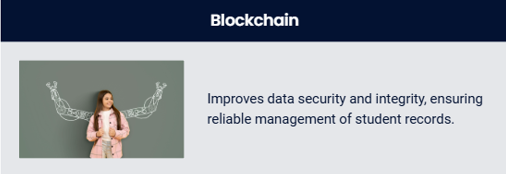 Blockchain
Improves data security and integrity, ensuring
reliable management of student records.